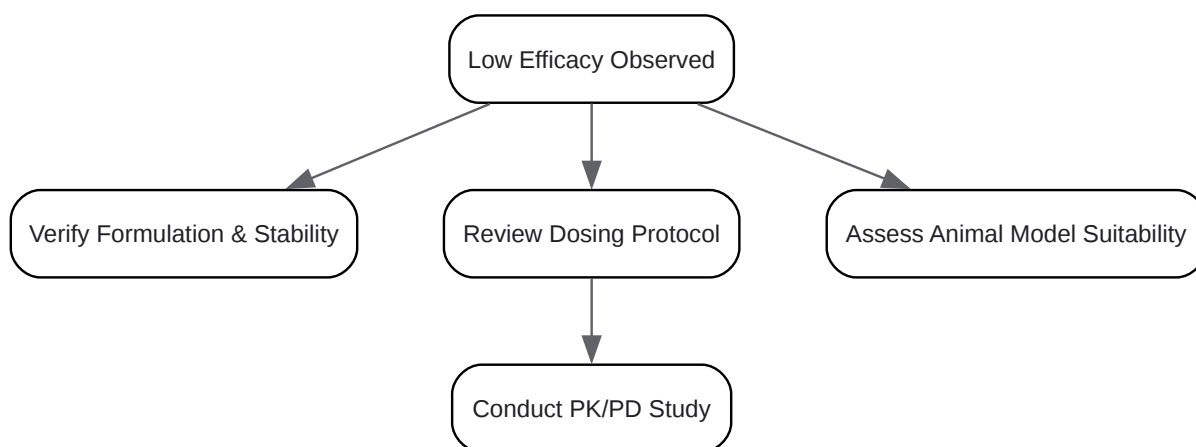 Low Efficacy Observed
Verify Formulation & Stability
Review Dosing Protocol
Assess Animal Model Suitability
Conduct PK/PD Study